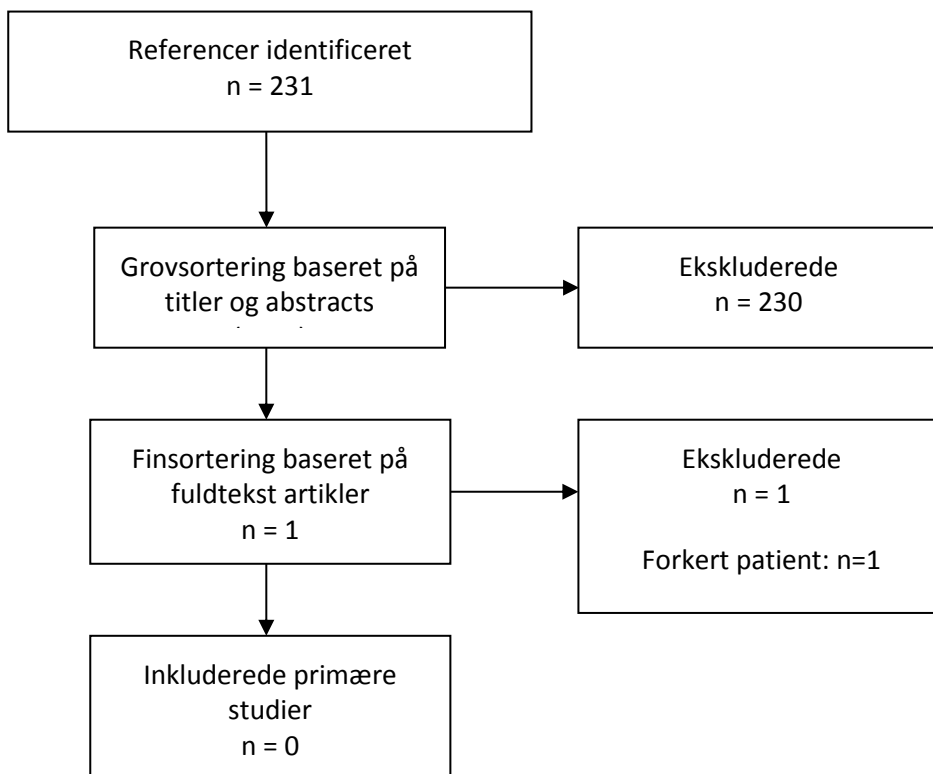 Referencer identificeret
n = 231
Grovsortering baseret på
titler og abstracts
Ekskluderede
n = 230
Finsortering baseret på
fuldtekst artikler
n = 1
Ekskluderede
n = 1
Forkert patient: n=1
Inkluderede primære
studier
n = 0